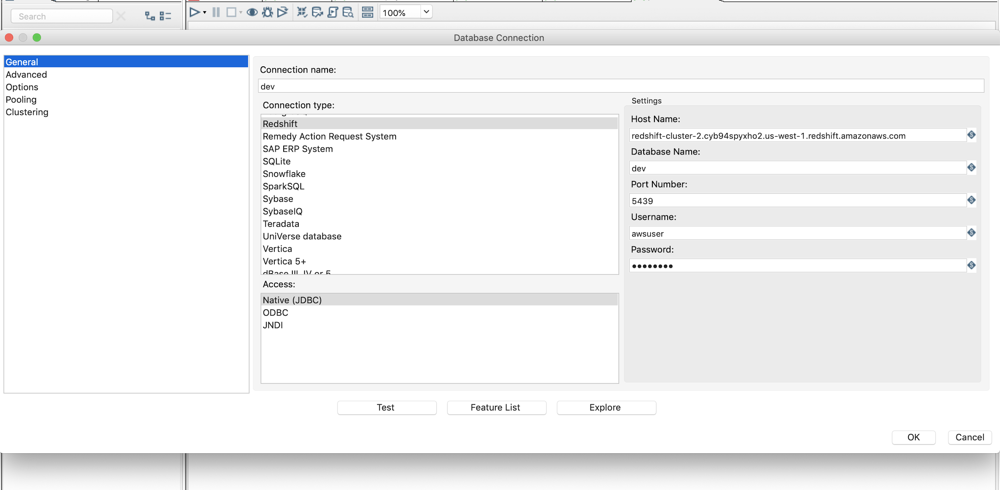 Search
100%
Database Connection
General
Advanced
Options
Pooling
Clustering
Connection name:
dev
Connection type:
Redshift
Remedy Action Request System
SAP ERP System
SQLite
Snowflake
SparkSQL
Sybase
SybaseIQ
Teradata
UniVerse database
Vertica
Vertica 5+
dBase III, IV or 5
Access:
Native (JDBC)
ODBC
JNDI
Settings
Host Name:
redshift-cluster-2.cyb94spyxho2.us-west-1.redshift.amazonaws.com
Database Name:
dev
Port Number:
5439
Username:
awsuser
Password:
••••••••
Test
Feature List
Explore
OK
Cancel